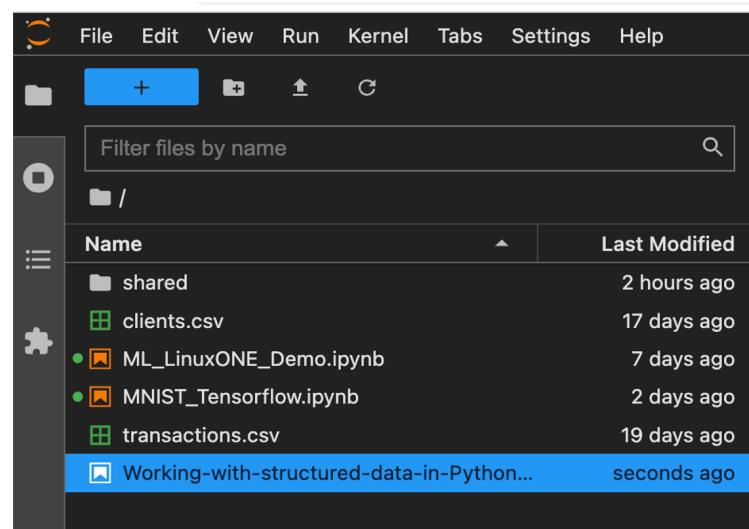 File Edit View Run Kernel Tabs Settings Help
Filter files by name
/
Name Last Modified
shared 2 hours ago
clients.csv 17 days ago
ML_LinuxONE_Demo.ipynb 7 days ago
MNIST_Tensorflow.ipynb 2 days ago
transactions.csv 19 days ago
Working-with-structured-data-in-Python... seconds ago